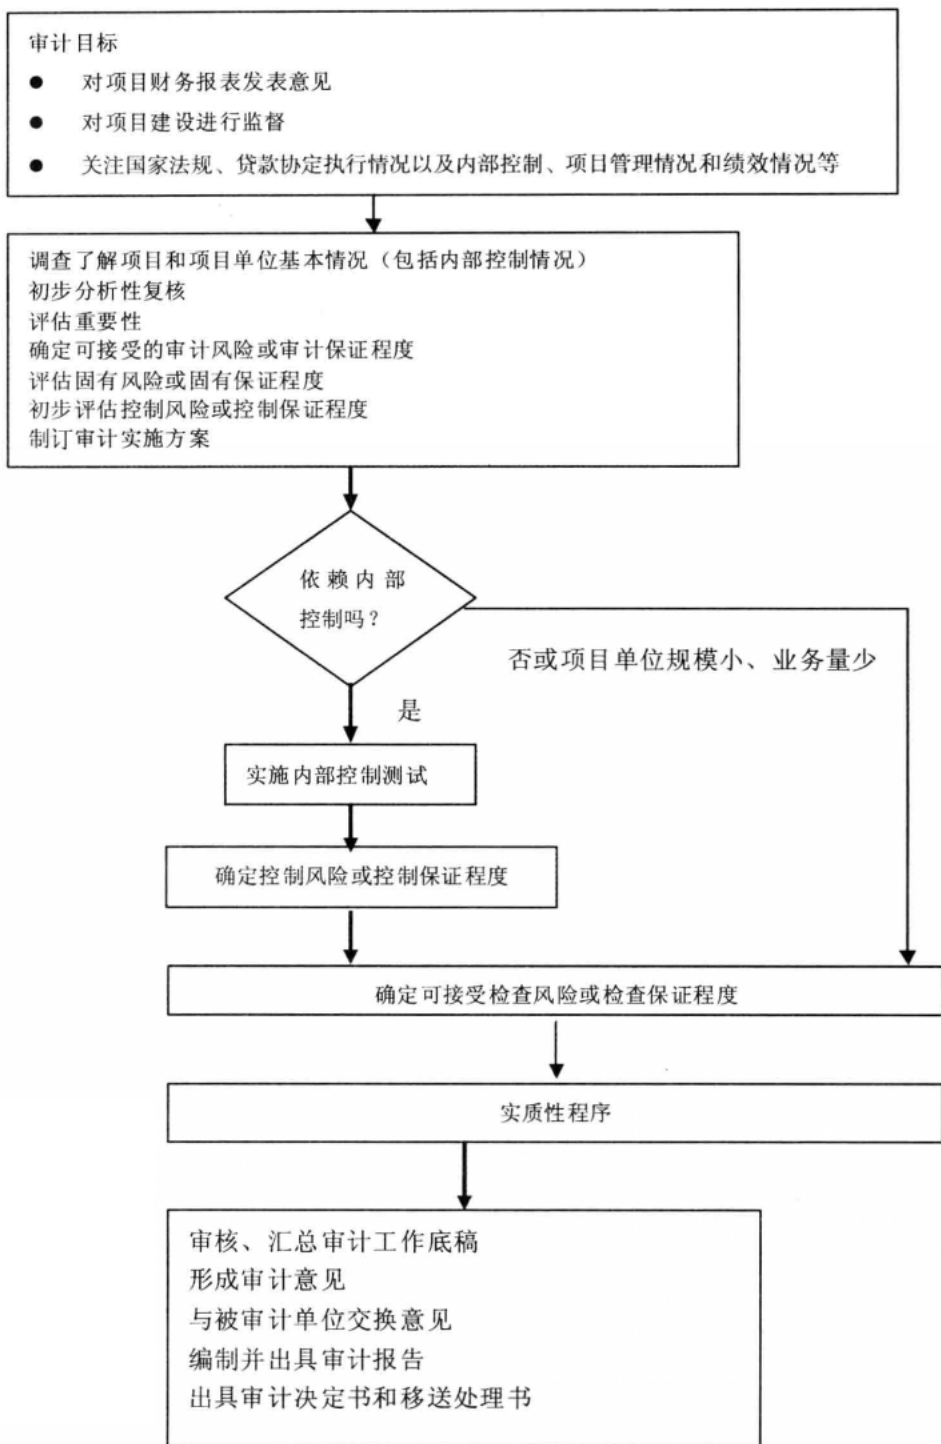 审计目标
● 对项目财务报表发表意见
● 对项目建设进行监督
● 关注国家法规、贷款协定执行情况以及内部控制、项目管理情况和绩效情况等
调查了解项目和项目单位基本情况（包括内部控制情况）
初步分析性复核
评估重要性
确定可接受的审计风险或审计保证程度
评估固有风险或固有保证程度
初步评估控制风险或控制保证程度
制订审计实施方案
依赖内部
控制吗？
否或项目单位规模小、业务量少
是
实施内部控制测试
确定控制风险或控制保证程度
确定可接受检查风险或检查保证程度
实质性程序
审核、汇总审计工作底稿
形成审计意见
与被审计单位交换意见
编制并出具审计报告
出具审计决定书和移送处理书